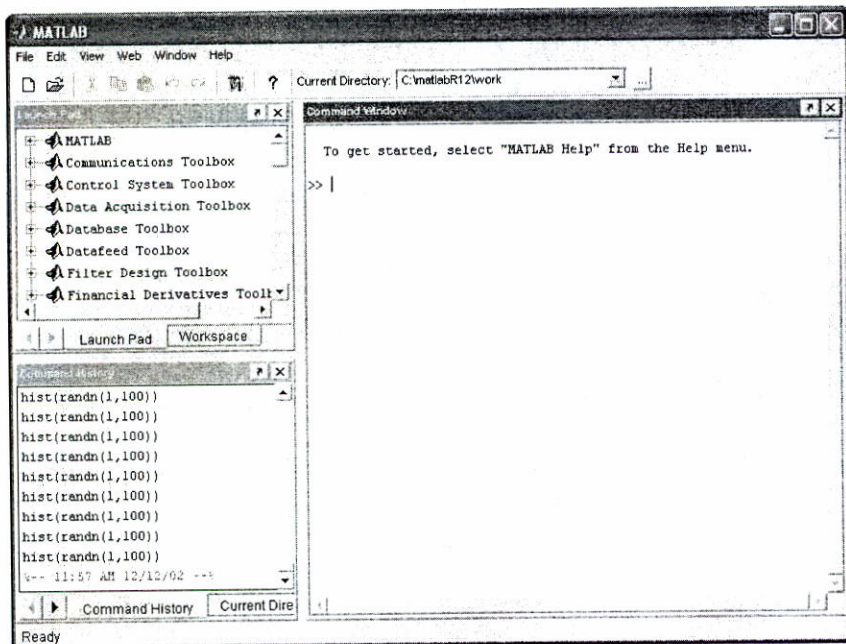 MATLAB
File Edit View Web Window Help
? Current Directory: C:\matlabR12\work ...
Launch Pad
MATLAB
Communications Toolbox
Control System Toolbox
Data Acquisition Toolbox
Database Toolbox
Datafeed Toolbox
Filter Design Toolbox
Financial Derivatives Toolb
Launch Pad Workspace
Command History
hist(randn(1,100))
hist(randn(1,100))
hist(randn(1,100))
hist(randn(1,100))
hist(randn(1,100))
hist(randn(1,100))
hist(randn(1,100))
hist(randn(1,100))
hist(randn(1,100))
%-- 11:57 AM 12/12/02 --%
Command History Current Dire
Command Window
To get started, select "MATLAB Help" from the Help menu.
>>
Ready